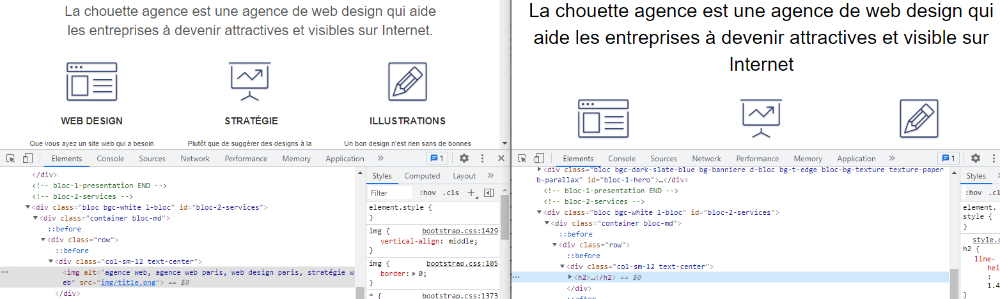 La chouette agence est une agence de web design qui aide
les entreprises à devenir attractives et visibles sur Internet.
WEB DESIGN
STRATÉGIE
ILLUSTRATIONS
Que vous ayez un site web qui a besoin
Plutôt que de suggérer des designs à la
Un bon design n'est rien sans de bonnes
Elements Console Sources Network Performance Memory Application » 1
</div>
<!-- bloc-1-presentation END -->
<!-- bloc-2-services -->
<div class="bloc bgc-white l-bloc" id="bloc-2-services">
<div class="container bloc-md">
::before
<div class="row">
::before
<div class="col-sm-12 text-center">
<img alt="agence web, agence web paris, web design paris, stratégie w
eb" src="img/title.png"> == $0
</div>
Styles Computed Layout »
Filter :hov .cls +
element.style {
}
img { bootstrap.css:1429
vertical-align: middle;
}
img { bootstrap.css:105
border: 0;
}
* { bootstrap.css:1373
La chouette agence est une agence de web design qui
aide les entreprises à devenir attractives et visible sur
Internet
Elements Console Sources Network Performance Memory Application » 1
<div class="bloc bgc-dark-slate-blue bg-banniere d-bloc bg-t-edge bloc-bg-texture texture-paper
b-parallax" id="bloc-1-hero">…</div>
<!-- bloc-1-presentation END -->
<!-- bloc-2-services -->
<div class="bloc bgc-white l-bloc" id="bloc-2-services">
<div class="container bloc-md">
::before
<div class="row">
::before
<div class="col-sm-12 text-center">
<h2>…</h2> == $0
</div>
::after
Styles
:hov .cl
element.
style {
}
style.c
h2 {
line-
hei
:
1.4
}